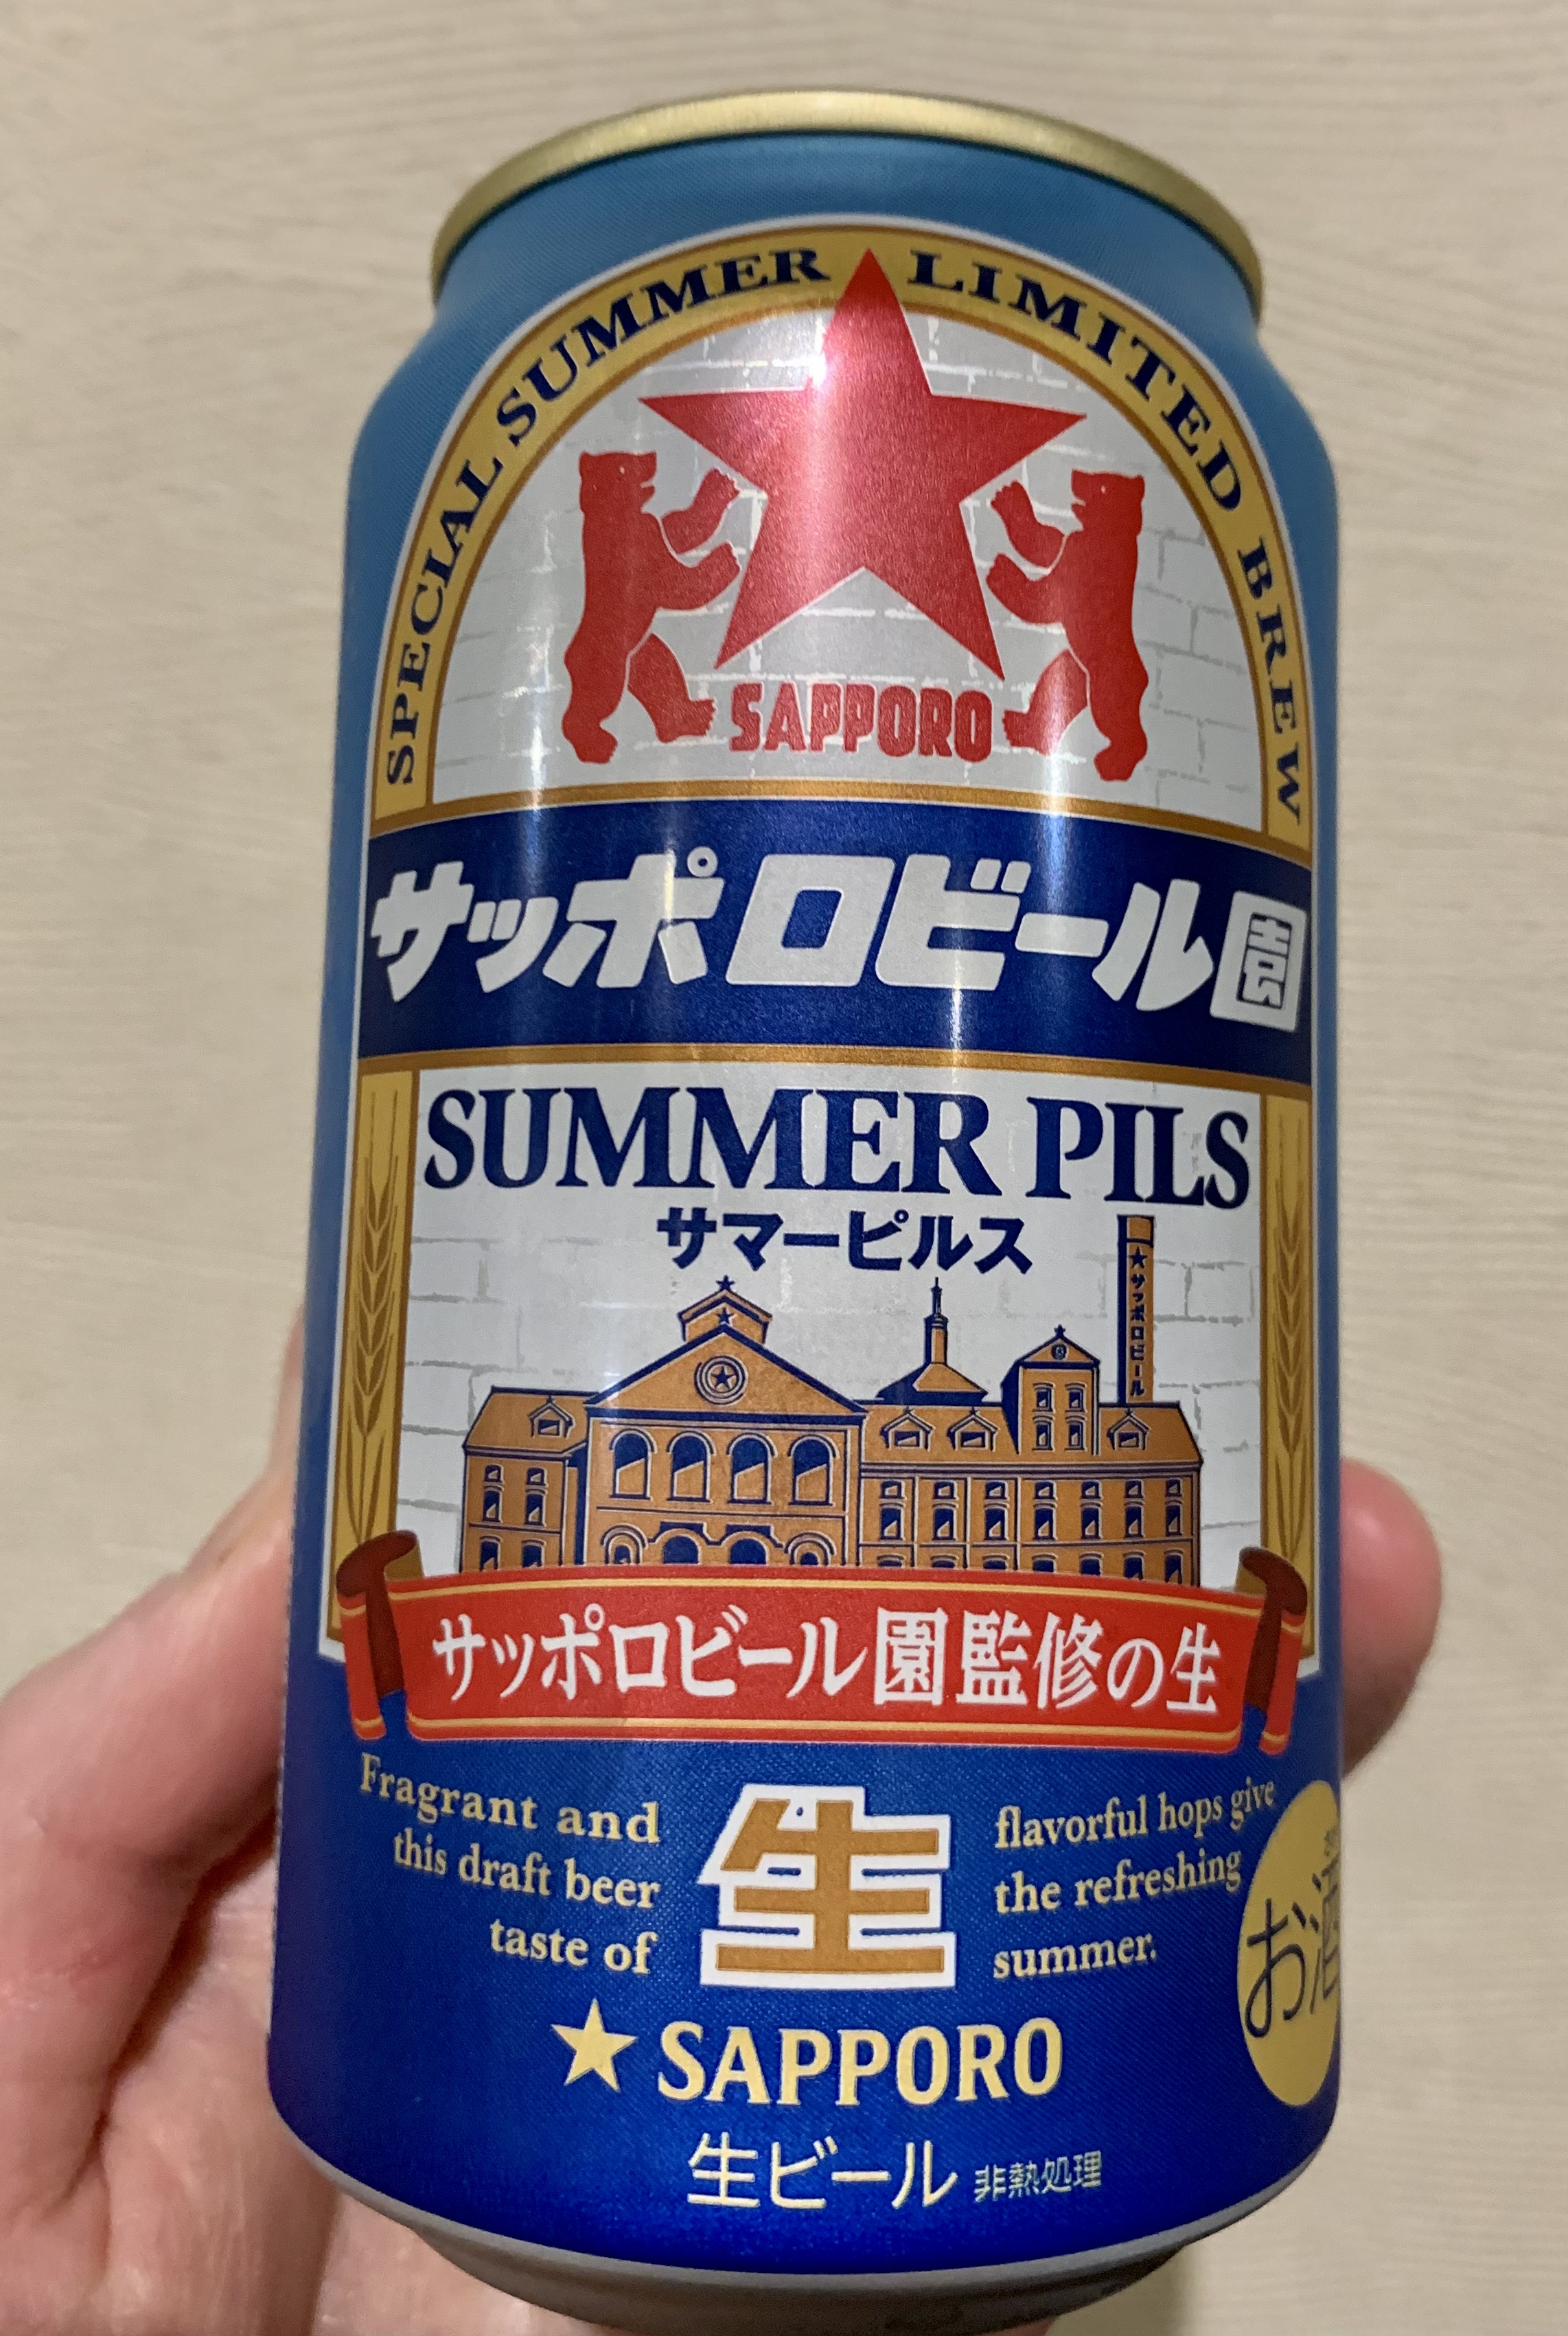 SPECIAL SUMMER LIMITED BREW
SAPPORO
サッポロビール園
SUMMER PILS
サマーピルス
★サッポロビール
サッポロビール園監修の生
Fragrant and flavorful hops give
this draft beer the refreshing
taste of summer.
生
お酒
★SAPPORO
生ビール 非熱処理